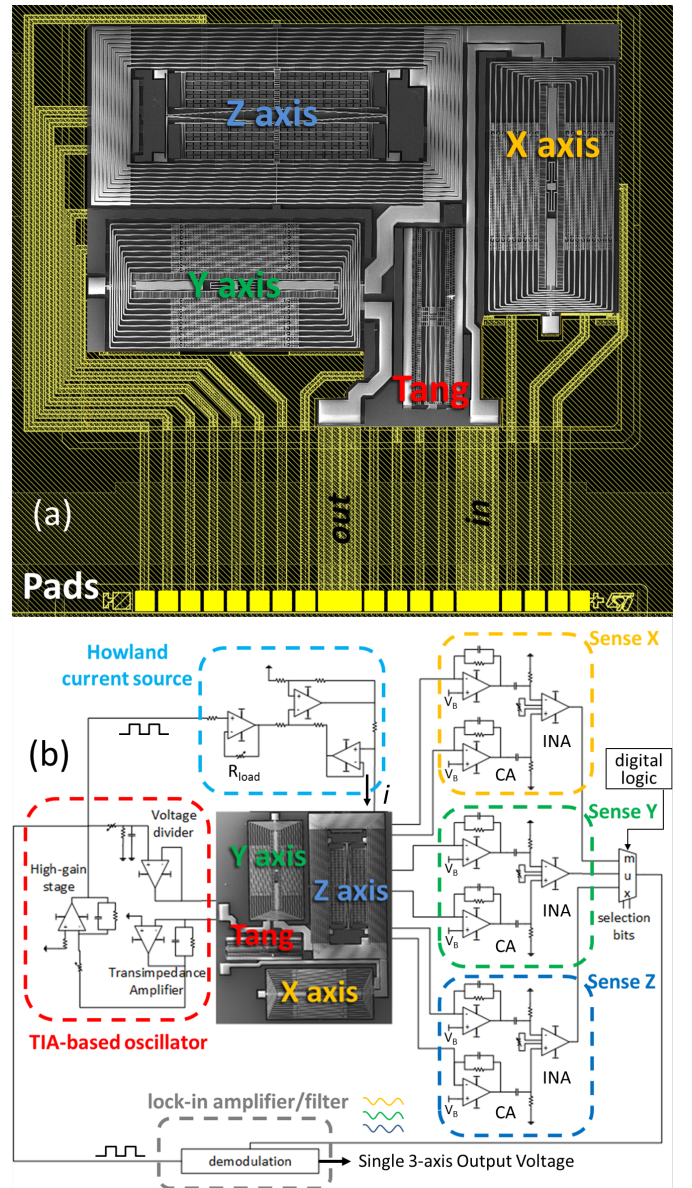 Z axis
X axis
Y axis
Tang
out
in
(a)
Pads
(b)
Howland
current source
R_load
i
Sense X
V_B
V_B
CA
INA
digital
logic
Voltage
divider
High-gain
stage
Transimpedance
Amplifier
TIA-based oscillator
Y axis
Z axis
Tang
X axis
Sense Y
V_B
V_B
CA
INA
mux
selection
bits
Sense Z
V_B
V_B
CA
INA
lock-in amplifier/filter
demodulation
Single 3-axis Output Voltage